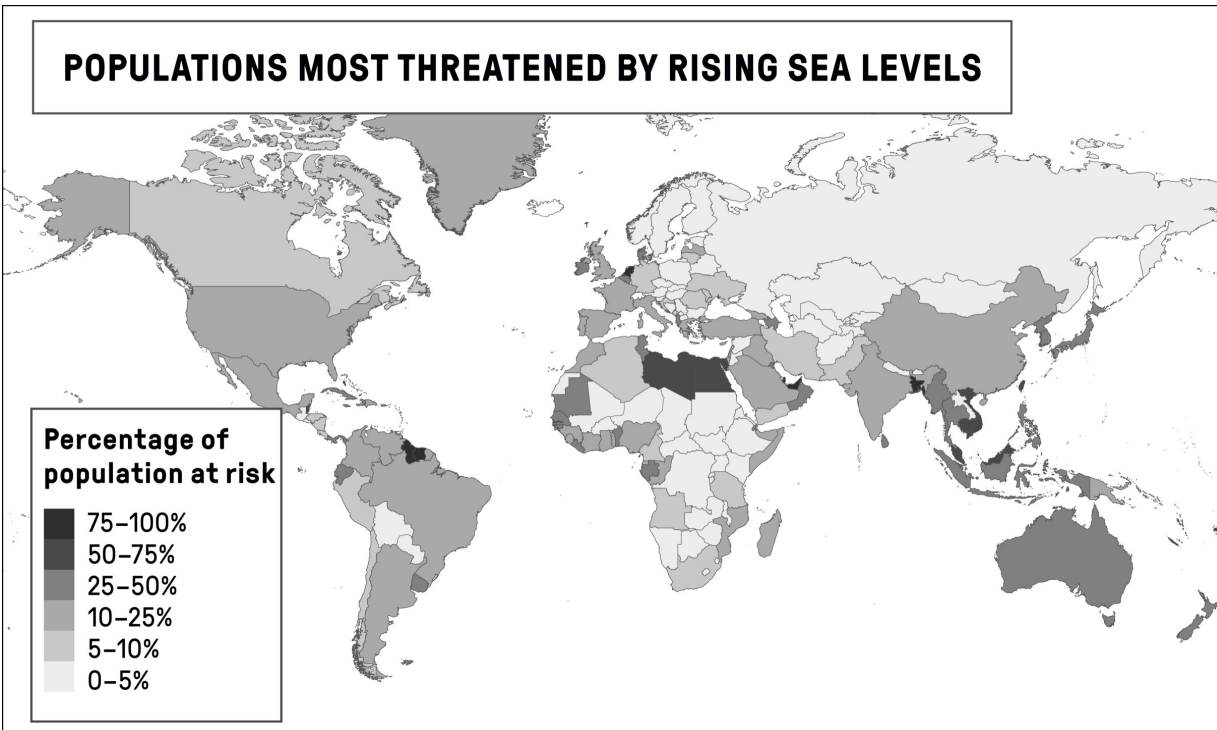 POPULATIONS MOST THREATENED BY RISING SEA LEVELS
Percentage of
population at risk
75–100%
50–75%
25–50%
10–25%
5–10%
0–5%